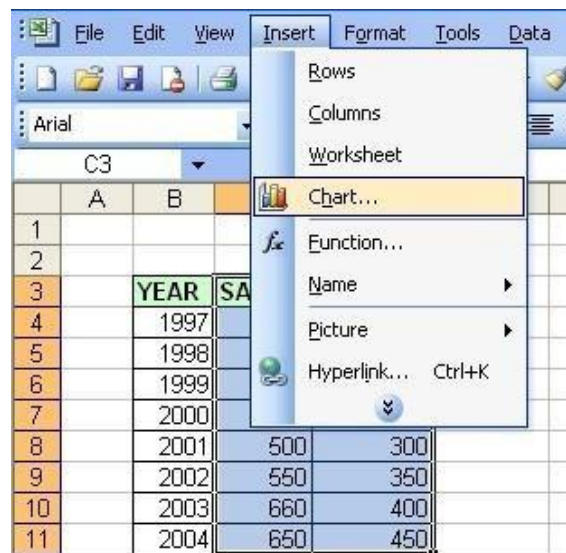 File Edit View Insert Format Tools Data
Arial
C3
A B
Rows
Columns
Worksheet
Chart...
Function...
Name
Picture
Hyperlink... Ctrl+K
1
2
3 YEAR SA
4 1997
5 1998
6 1999
7 2000
8 2001 500 300
9 2002 550 350
10 2003 660 400
11 2004 650 450